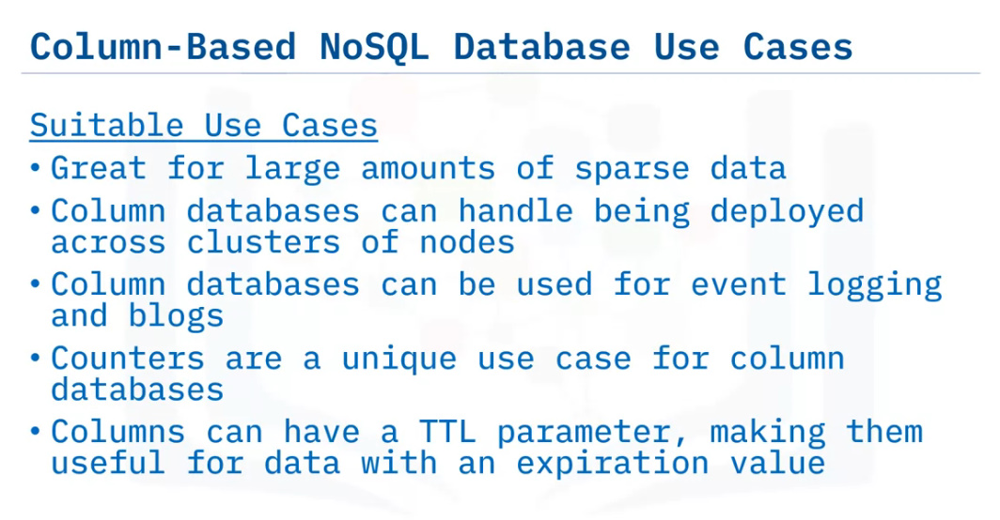 Column-Based NoSQL Database Use Cases
Suitable Use Cases
• Great for large amounts of sparse data
• Column databases can handle being deployed
across clusters of nodes
• Column databases can be used for event logging
and blogs
• Counters are a unique use case for column
databases
• Columns can have a TTL parameter, making them
useful for data with an expiration value